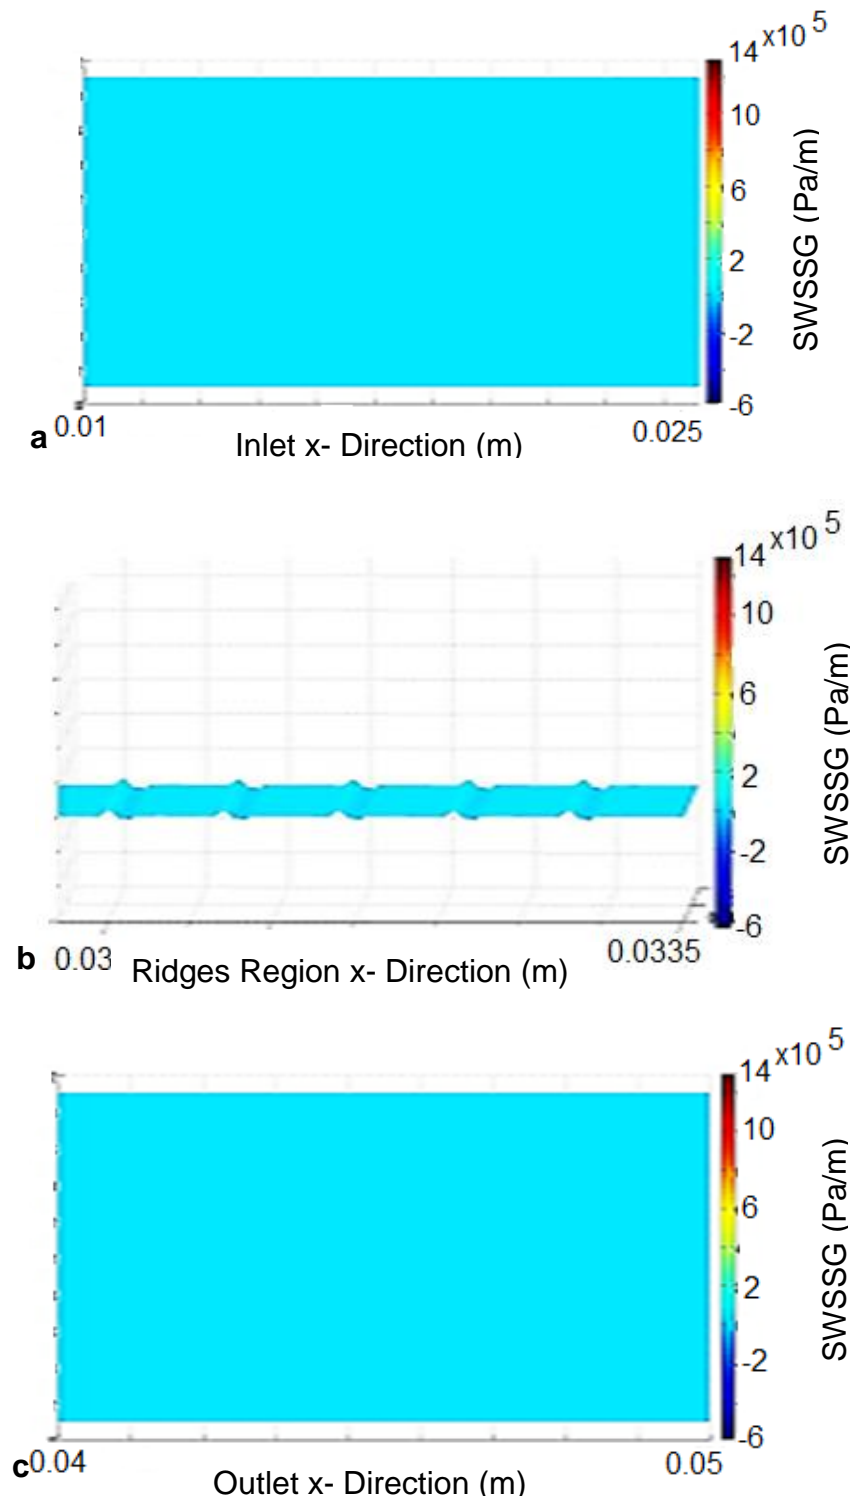 14 x10 5
10
6
2
-2
-6
SWSSG (Pa/m)
0.01
0.025
a
Inlet x- Direction (m)
14 x10 5
10
6
2
-2
-6
SWSSG (Pa/m)
0.03
0.0335
b
Ridges Region x- Direction (m)
14 x10 5
10
6
2
-2
-6
SWSSG (Pa/m)
c
0.04
0.05
Outlet x- Direction (m)